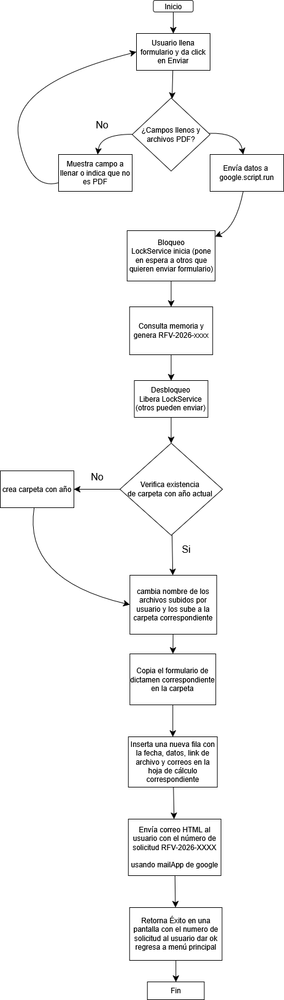 Inicio
Usuario llena
formulario y da click
en Enviar
¿Campos llenos y
archivos PDF?
No
Muestra campo a
llenar o indica que no
es PDF
Envía datos a
google.script.run
Bloqueo
LockService inicia (pone
en espera a otros que
quieren enviar formulario)
Consulta memoria y
genera RFV-2026-xxxx
Desbloqueo
Libera LockService
(otros pueden enviar)
Verifica existencia
de carpeta con año actual
No
crea carpeta con año
Si
cambia nombre de los
archivos subidos por
usuario y los sube a la
carpeta correspondiente
Copia el formulario de
dictamen correspondiente
en la carpeta
Inserta una nueva fila con
la fecha, datos, link de
archivo y correos en la
hoja de cálculo
correspondiente
Envía correo HTML al
usuario con el número de
solicitud RFV-2026-XXXX
usando mailApp de google
Retorna Éxito en una
pantalla con el numero de
solicitud al usuario dar ok
regresa a menú principal
Fin